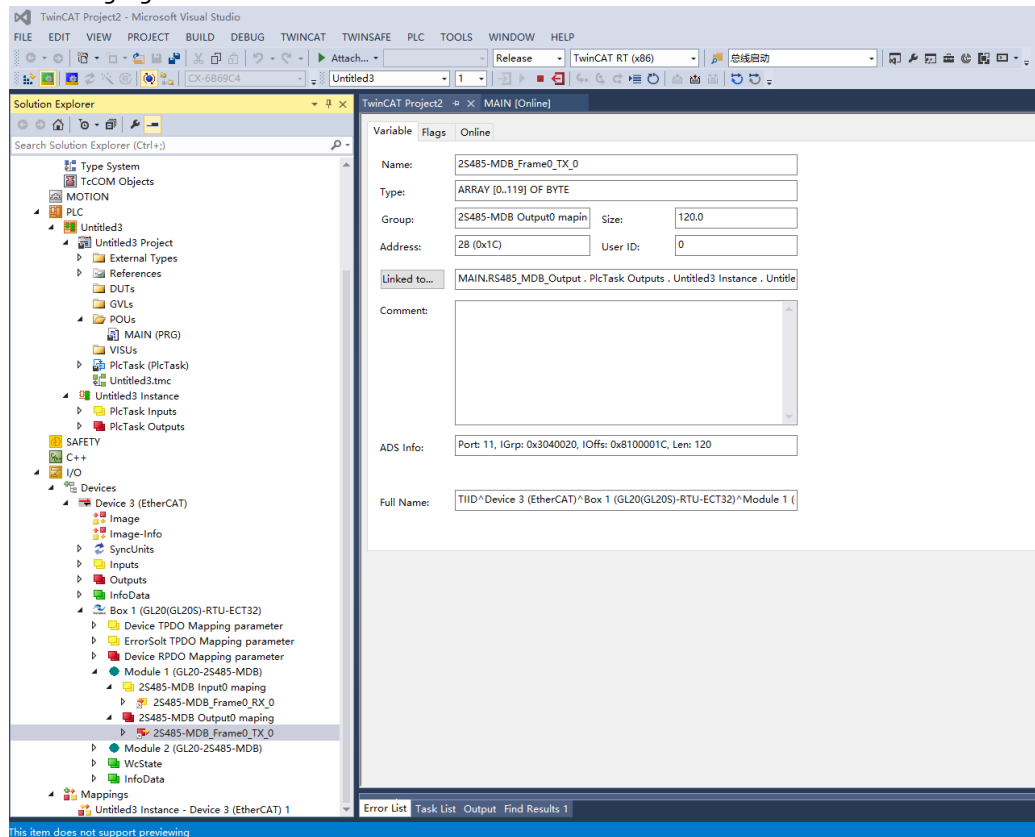 TwinCAT Project2 - Microsoft Visual Studio
FILE EDIT VIEW PROJECT BUILD DEBUG TWINCAT TWINSAFE PLC TOOLS WINDOW HELP
Attach... Release TwinCAT RT (x86) 总线启动
CX-6B69C4 Untitled3 1
Solution Explorer
TwinCAT Project2 MAIN [Online]
Search Solution Explorer (Ctrl+;)
Type System
TcCOM Objects
MOTION
PLC
Untitled3
Untitled3 Project
External Types
References
DUTs
GVLs
POUs
MAIN (PRG)
VISUs
PlcTask (PlcTask)
Untitled3.tmc
Untitled3 Instance
PlcTask Inputs
PlcTask Outputs
SAFETY
C++
I/O
Devices
Device 3 (EtherCAT)
Image
Image-Info
SyncUnits
Inputs
Outputs
InfoData
Box 1 (GL20(GL20S)-RTU-ECT32)
Device TPDO Mapping parameter
ErrorSolt TPDO Mapping parameter
Device RPDO Mapping parameter
Module 1 (GL20-2S485-MDB)
2S485-MDB Input0 maping
2S485-MDB_Frame0_RX_0
2S485-MDB Output0 maping
2S485-MDB_Frame0_TX_0
Module 2 (GL20-2S485-MDB)
WcState
InfoData
Mappings
Untitled3 Instance - Device 3 (EtherCAT) 1
Variable Flags Online
Name: 2S485-MDB_Frame0_TX_0
Type: ARRAY [0..119] OF BYTE
Group: 2S485-MDB Output0 mapin Size: 120.0
Address: 28 (0x1C) User ID: 0
Linked to... MAIN.RS485_MDB_Output . PlcTask Outputs . Untitled3 Instance . Untitle
Comment:
ADS Info: Port: 11, IGrp: 0x3040020, IOffs: 0x8100001C, Len: 120
Full Name: TIID^Device 3 (EtherCAT)^Box 1 (GL20(GL20S)-RTU-ECT32)^Module 1 (
Error List Task List Output Find Results 1
This item does not support previewing